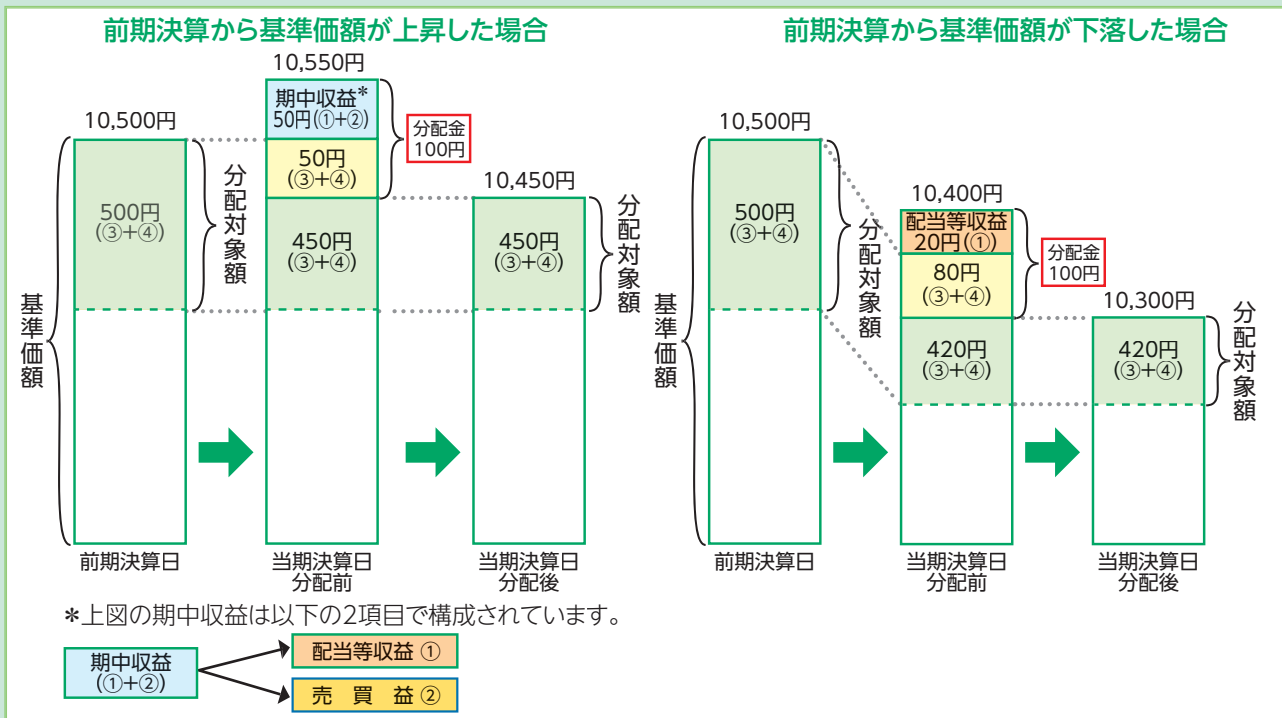 前期決算から基準価額が上昇した場合
10,550円
期中収益*
50円(①+②)
10,500円
分配金
100円
50円
(③+④)
10,450円
500円
(③+④)
分配対象額
450円
(③+④)
450円
(③+④)
分配対象額
基準価額
前期決算日
当期決算日
分配前
当期決算日
分配後
*上図の期中収益は以下の2項目で構成されています。
期中収益
(①+②)
配当等収益 ①
売 買 益 ②
前期決算から基準価額が下落した場合
10,500円
10,400円
500円
(③+④)
分配対象額
配当等収益
20円(①)
分配金
100円
80円
(③+④)
10,300円
420円
(③+④)
420円
(③+④)
分配対象額
基準価額
前期決算日
当期決算日
分配前
当期決算日
分配後